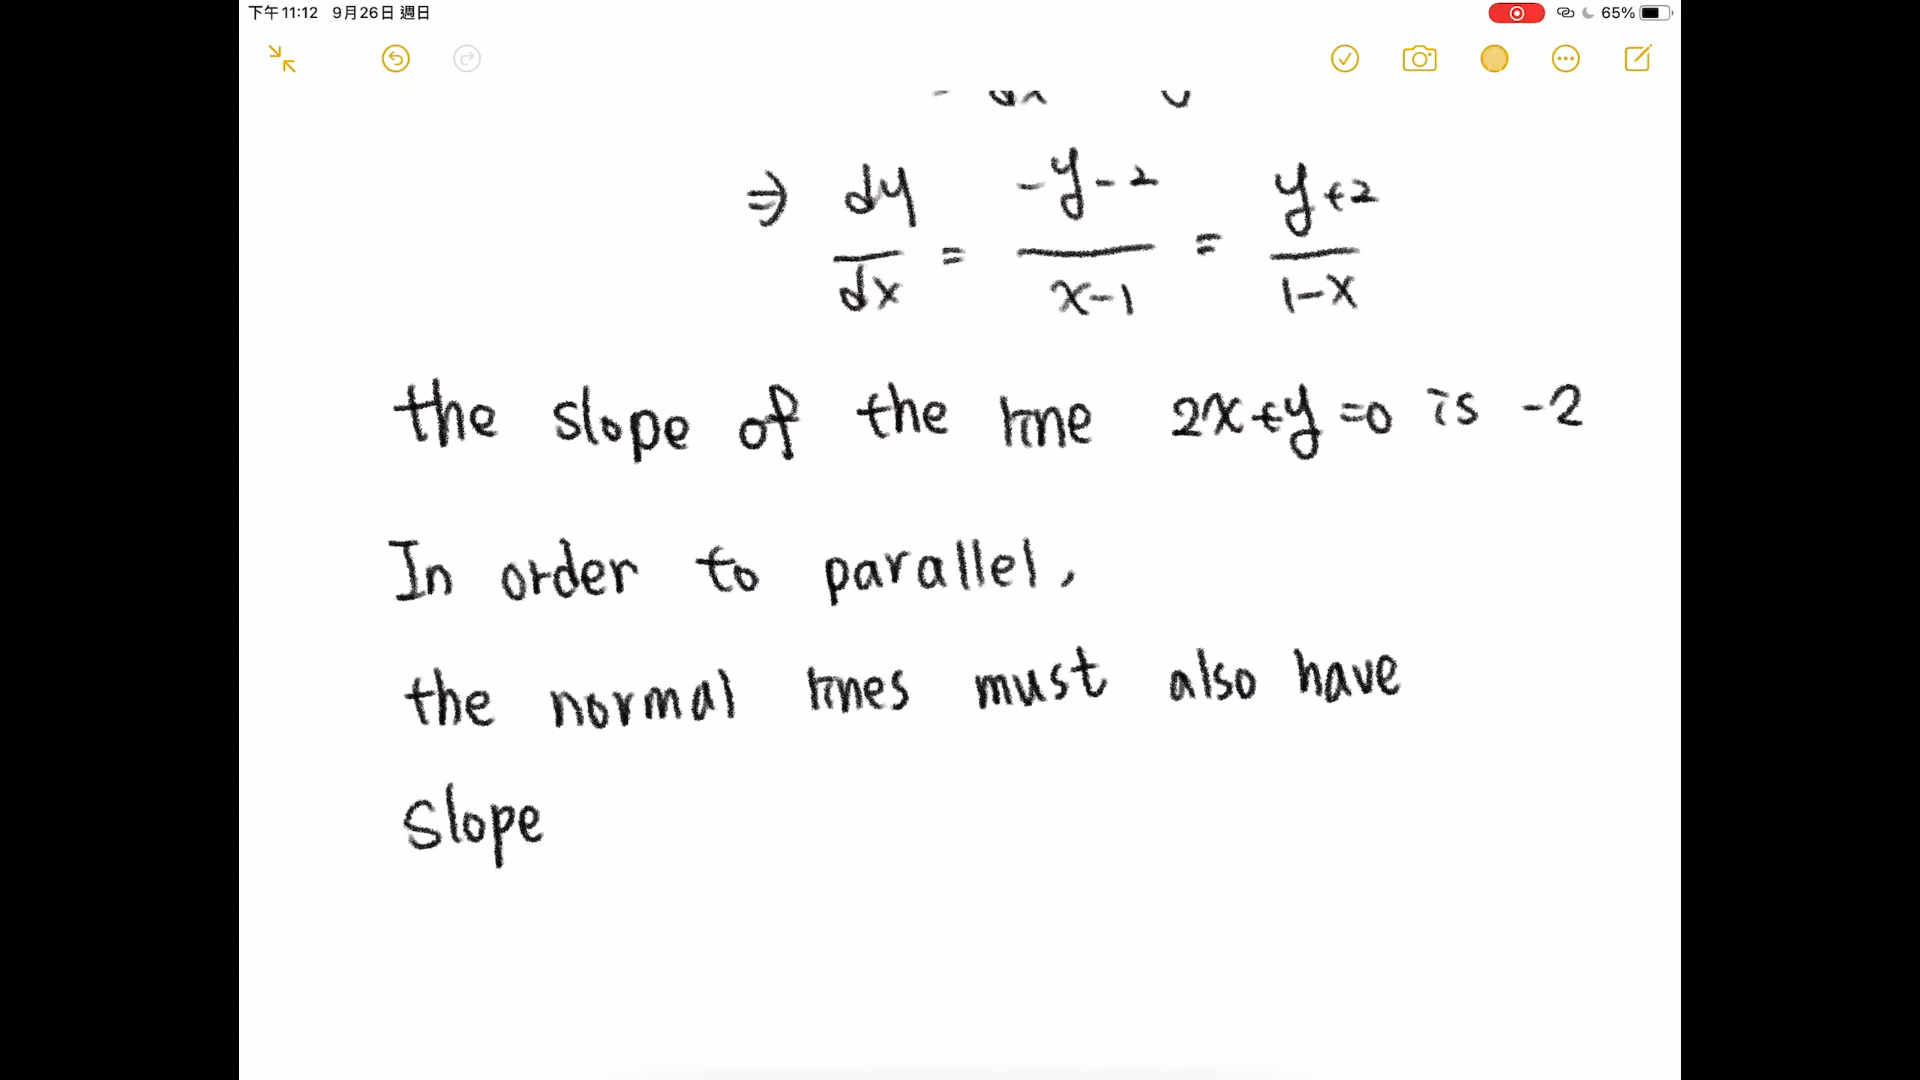 下午11:12 9月26日 週日 65%
⇒ dy/dx = -y-2/x-1 = y+2/1-x
the slope of the line 2x+y=0 is -2
In order to parallel,
the normal lines must also have
slope